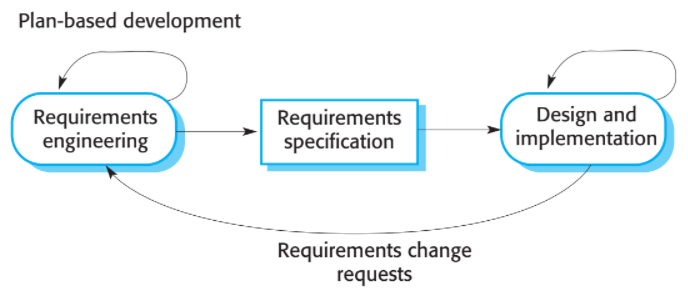 Plan-based development
Requirements
engineering
Requirements
specification
Design and
implementation
Requirements change
requests